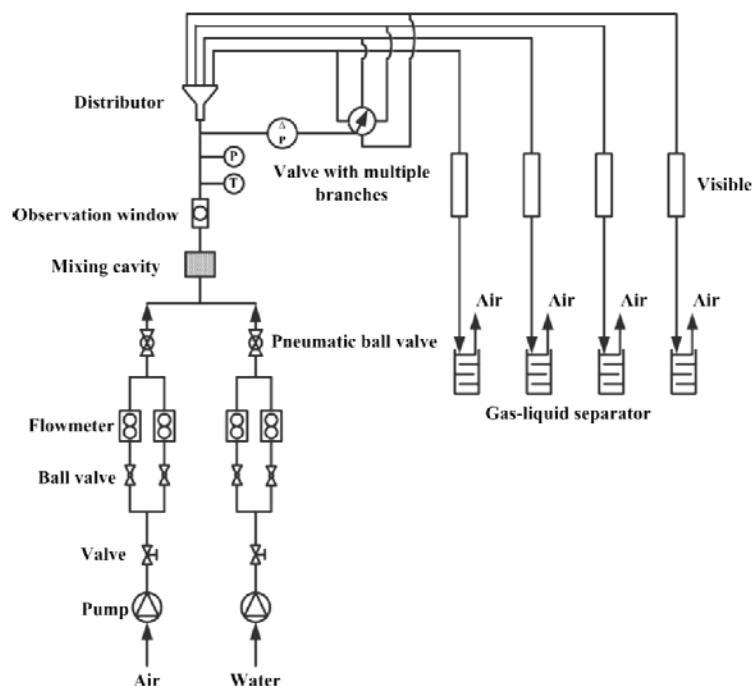 Distributor
Δ
P
P
T
Valve with multiple
branches
Visible
Observation window
Mixing cavity
Air
Air
Air
Air
Pneumatic ball valve
Gas-liquid separator
Flowmeter
Ball valve
Valve
Pump
Air
Water